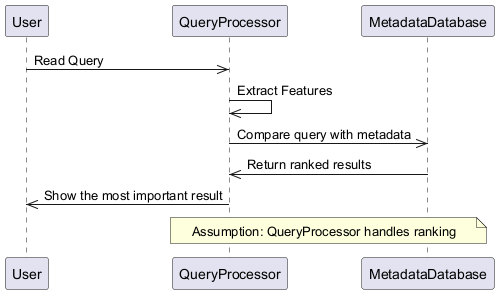 User QueryProcessor MetadataDatabase
Read Query
Extract Features
Compare query with metadata
Return ranked results
Show the most important result
Assumption: QueryProcessor handles ranking
User QueryProcessor MetadataDatabase